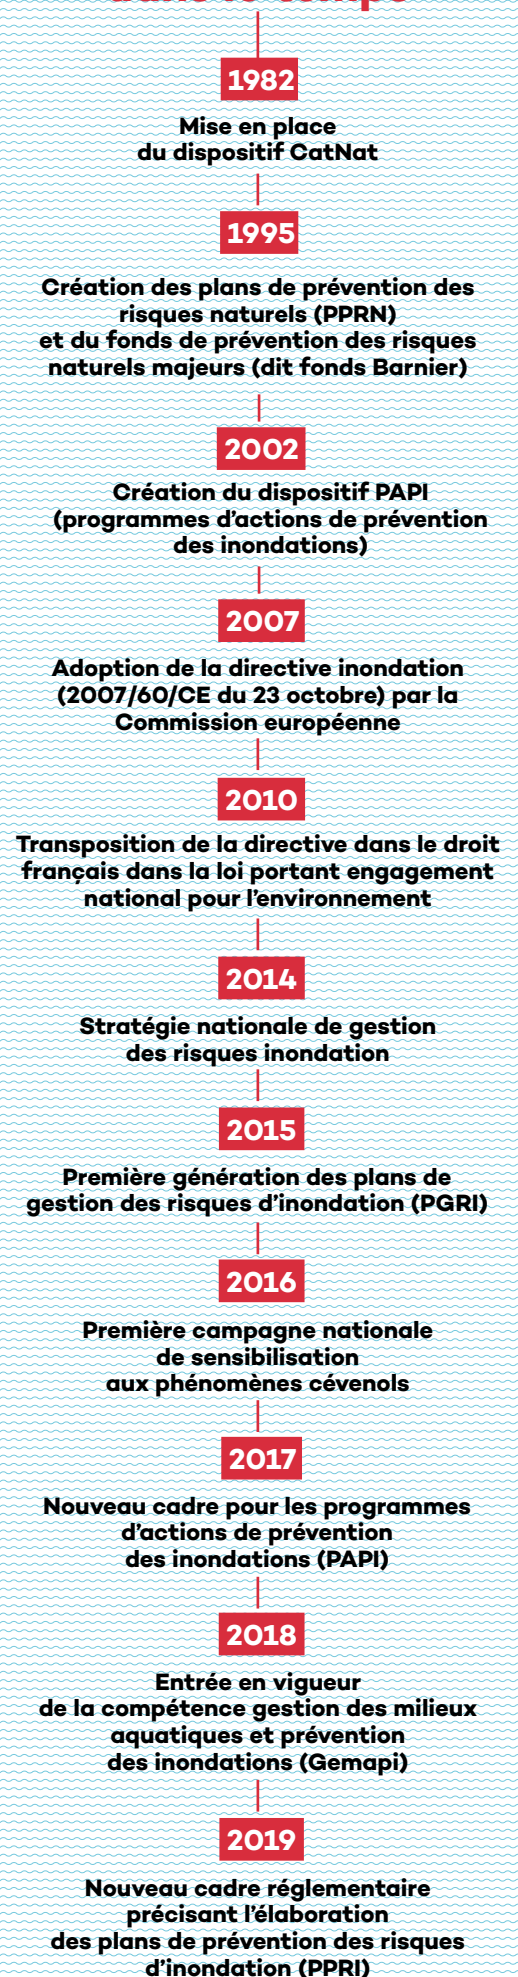 dans le temps
1982
Mise en place
du dispositif CatNat
1995
Création des plans de prévention des
risques naturels (PPRN)
et du fonds de prévention des risques
naturels majeurs (dit fonds Barnier)
2002
Création du dispositif PAPI
(programmes d'actions de prévention
des inondations)
2007
Adoption de la directive inondation
(2007/60/CE du 23 octobre) par la
Commission européenne
2010
Transposition de la directive dans le droit
français dans la loi portant engagement
national pour l'environnement
2014
Stratégie nationale de gestion
des risques inondation
2015
Première génération des plans de
gestion des risques d'inondation (PGRI)
2016
Première campagne nationale
de sensibilisation
aux phénomènes cévenols
2017
Nouveau cadre pour les programmes
d'actions de prévention
des inondations (PAPI)
2018
Entrée en vigueur
de la compétence gestion des milieux
aquatiques et prévention
des inondations (Gemapi)
2019
Nouveau cadre réglementaire
précisant l'élaboration
des plans de prévention des risques
d'inondation (PPRI)